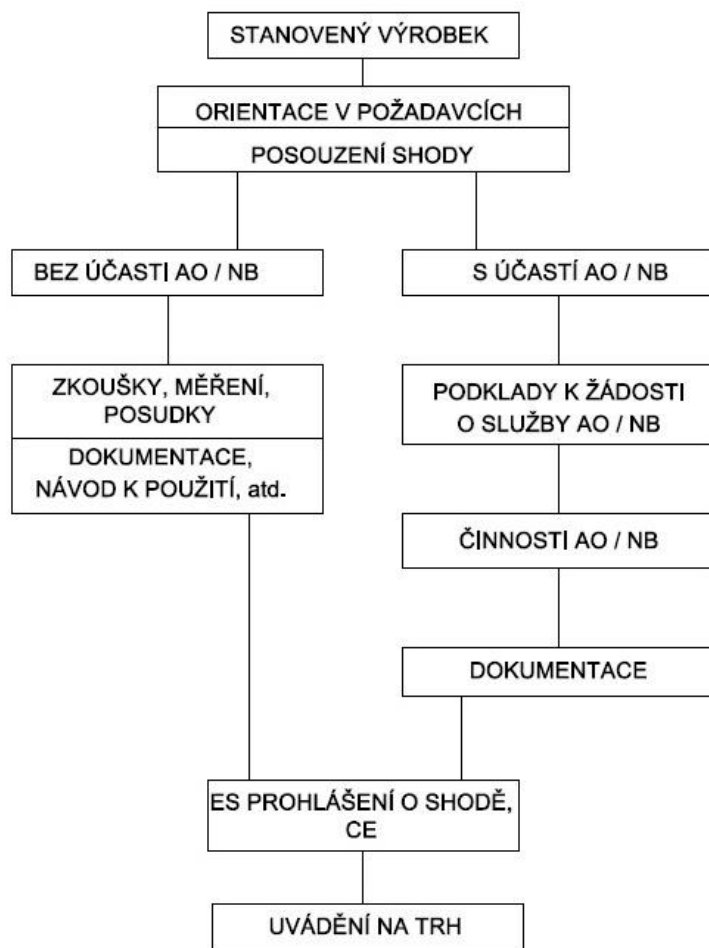 STANOVENÝ VÝROBEK
ORIENTACE V POŽADAVCÍCH
POSOUZENÍ SHODY
BEZ ÚČASTI AO / NB
S ÚČASTÍ AO / NB
ZKOUŠKY, MĚŘENÍ,
POSUDKY
DOKUMENTACE,
NÁVOD K POUŽITÍ, atd.
PODKLADY K ŽÁDOSTI
O SLUŽBY AO / NB
ČINNOSTI AO / NB
DOKUMENTACE
ES PROHLÁŠENÍ O SHODĚ,
CE
UVÁDĚNÍ NA TRH